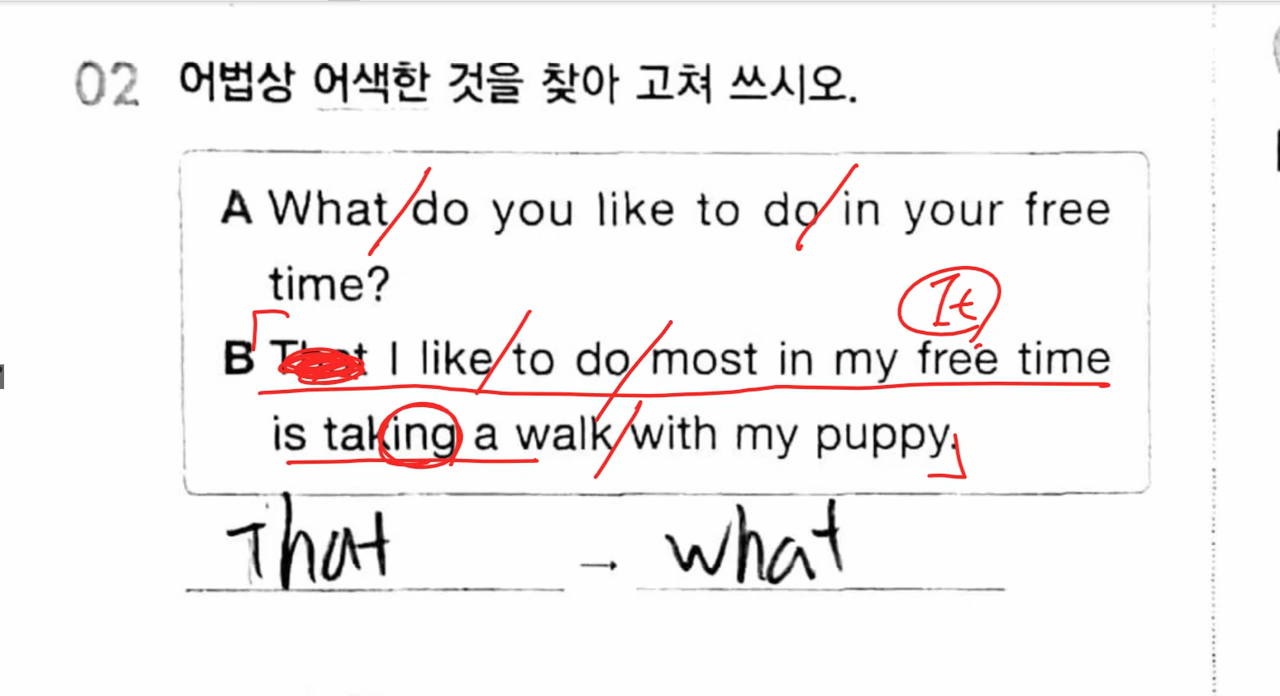 02 어법상 어색한 것을 찾아 고쳐 쓰시오.
A What do you like to do in your free
time?
It
B That I like to do most in my free time
is taking a walk with my puppy.
That → what